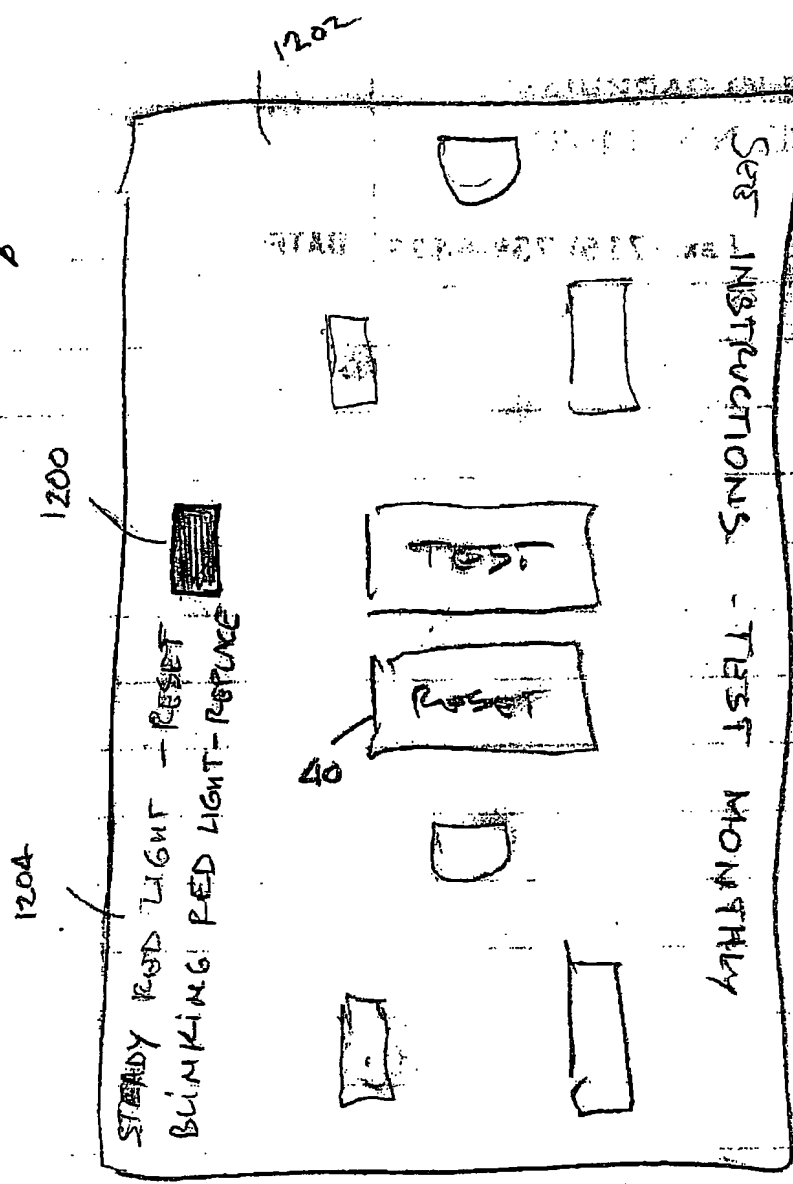 1202
SEE INSTRUCTIONS - TEST MONTHLY
1200
TEST
RESET
40
1204
STEADY RED LIGHT - RESET
BLINKING RED LIGHT - REPLACE